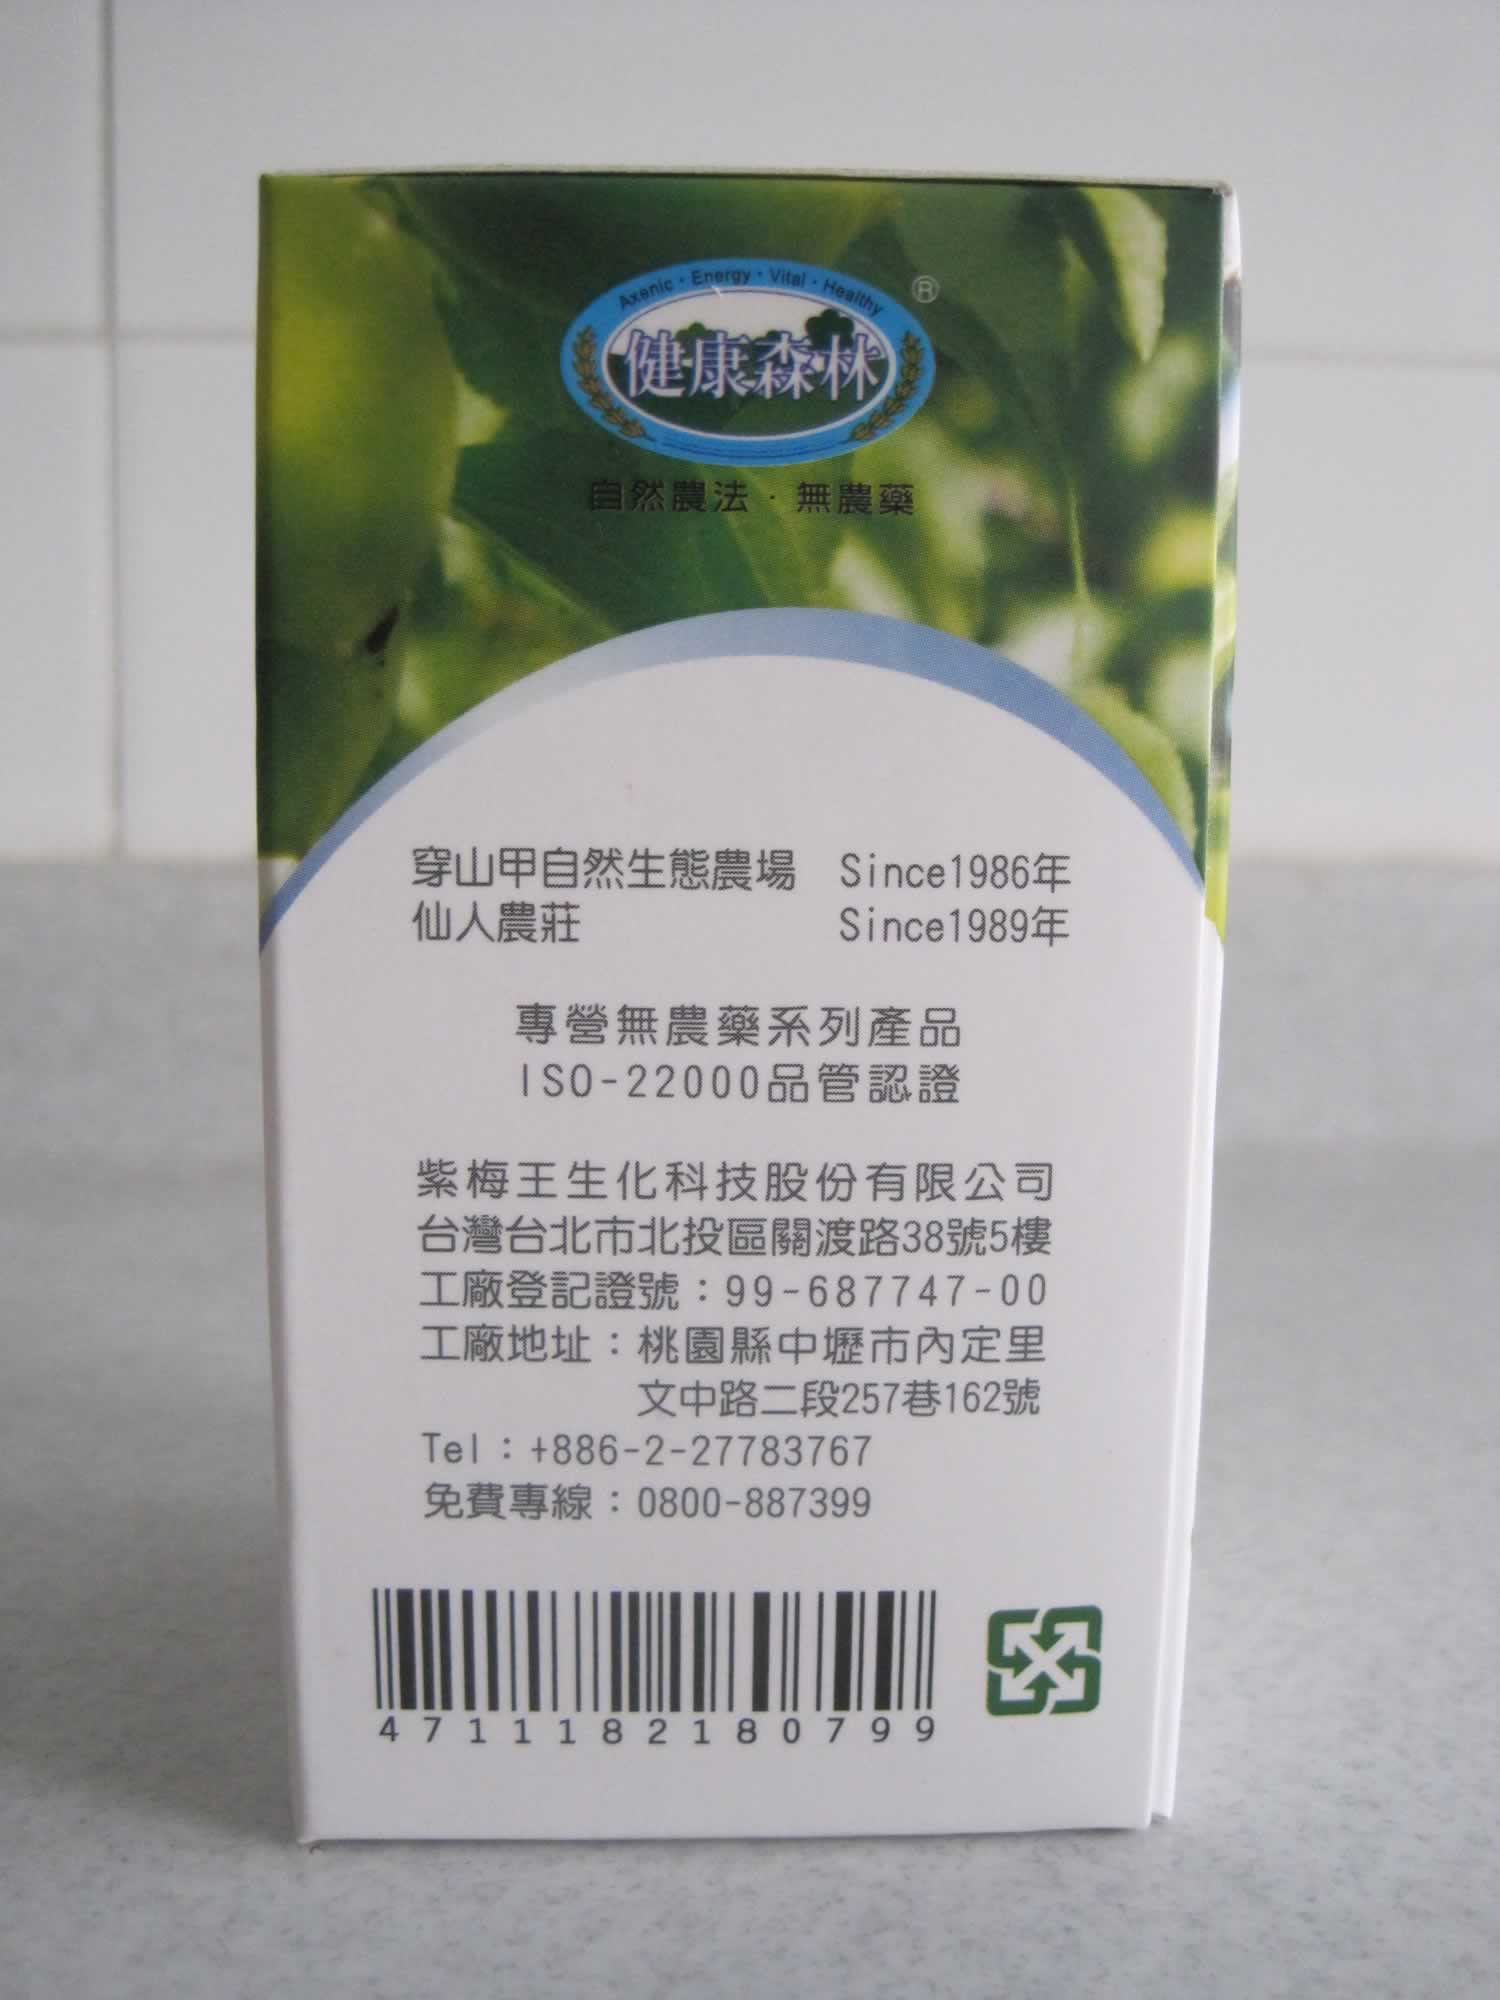 Axenic · Energy · Vital · Healthy
®
健康森林
自然農法 · 無農藥
穿山甲自然生態農場 Since1986年
仙人農莊 Since1989年
專營無農藥系列產品
ISO-22000品管認證
紫梅王生化科技股份有限公司
台灣台北市北投區關渡路38號5樓
工廠登記證號：99-687747-00
工廠地址：桃園縣中壢市內定里
文中路二段257巷162號
Tel：+886-2-27783767
免費專線：0800-887399
4711182180799